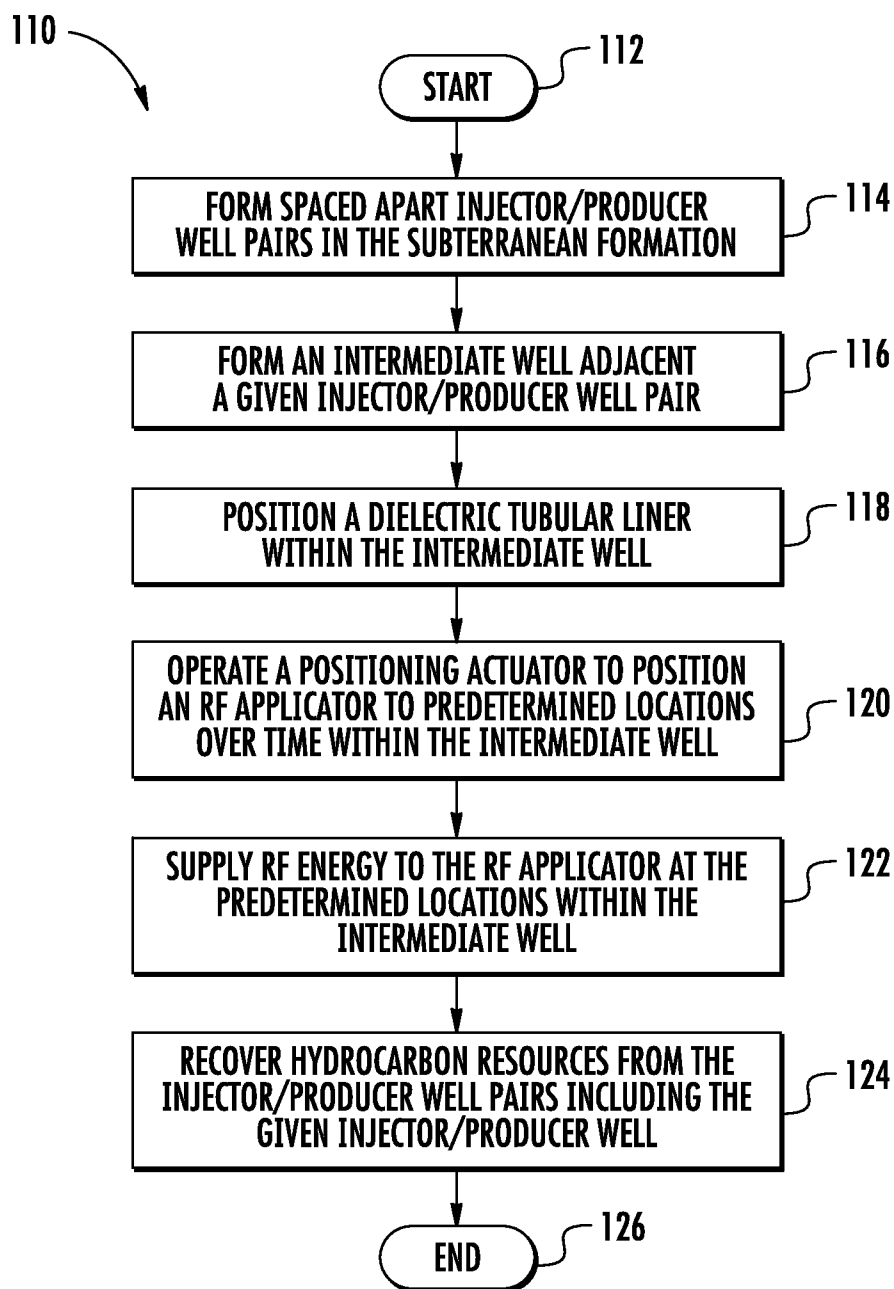 110
START
112
FORM SPACED APART INJECTOR/PRODUCER
WELL PAIRS IN THE SUBTERRANEAN FORMATION
114
FORM AN INTERMEDIATE WELL ADJACENT
A GIVEN INJECTOR/PRODUCER WELL PAIR
116
POSITION A DIELECTRIC TUBULAR LINER
WITHIN THE INTERMEDIATE WELL
118
OPERATE A POSITIONING ACTUATOR TO POSITION
AN RF APPLICATOR TO PREDETERMINED LOCATIONS
OVER TIME WITHIN THE INTERMEDIATE WELL
120
SUPPLY RF ENERGY TO THE RF APPLICATOR AT THE
PREDETERMINED LOCATIONS WITHIN THE
INTERMEDIATE WELL
122
RECOVER HYDROCARBON RESOURCES FROM THE
INJECTOR/PRODUCER WELL PAIRS INCLUDING THE
GIVEN INJECTOR/PRODUCER WELL
124
END
126